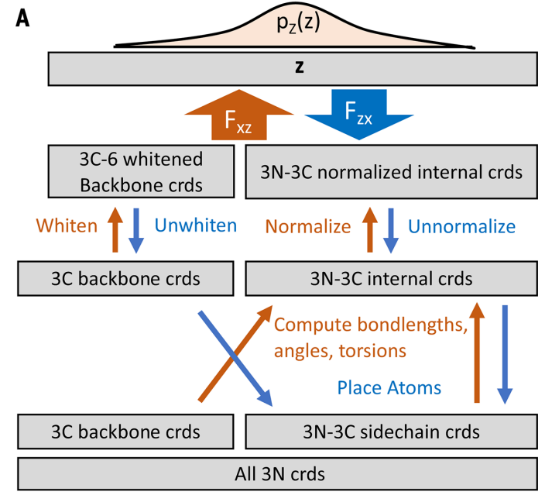 A
p_Z(z)
z
F_xz
F_zx
3C-6 whitened
Backbone crds
3N-3C normalized internal crds
Whiten
Unwhiten
Normalize
Unnormalize
3C backbone crds
3N-3C internal crds
Compute bondlengths,
angles, torsions
Place Atoms
3C backbone crds
3N-3C sidechain crds
All 3N crds